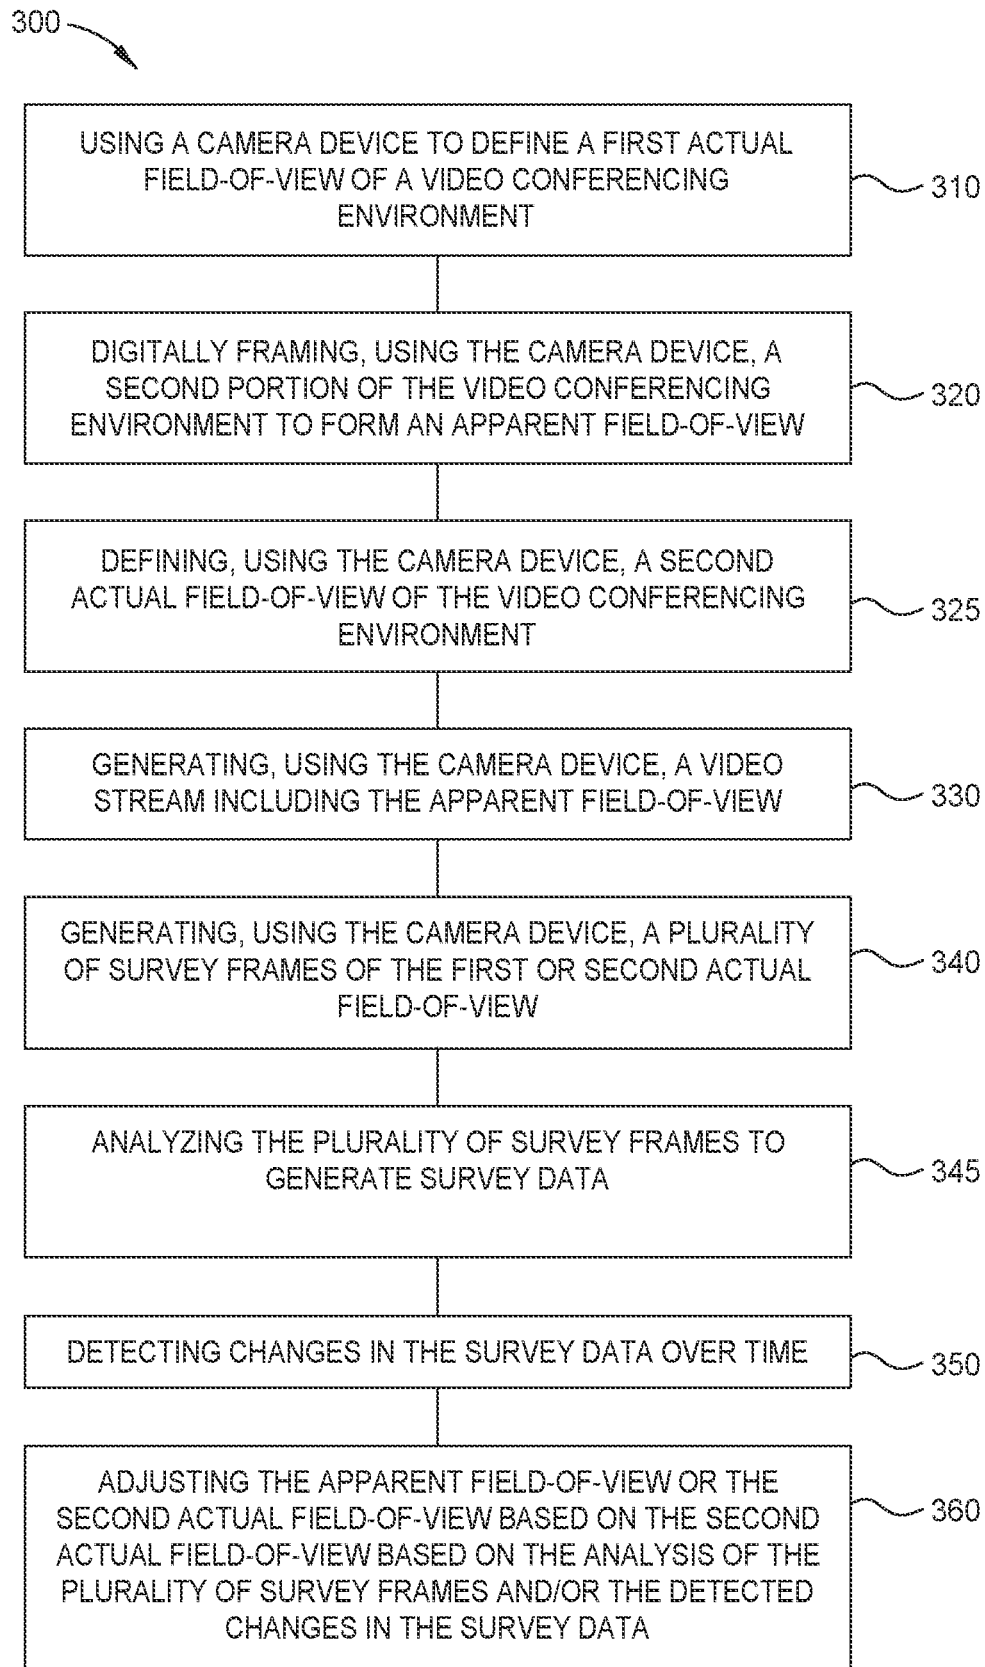 300
USING A CAMERA DEVICE TO DEFINE A FIRST ACTUAL
FIELD-OF-VIEW OF A VIDEO CONFERENCING
ENVIRONMENT
310
DIGITALLY FRAMING, USING THE CAMERA DEVICE, A
SECOND PORTION OF THE VIDEO CONFERENCING
ENVIRONMENT TO FORM AN APPARENT FIELD-OF-VIEW
320
DEFINING, USING THE CAMERA DEVICE, A SECOND
ACTUAL FIELD-OF-VIEW OF THE VIDEO CONFERENCING
ENVIRONMENT
325
GENERATING, USING THE CAMERA DEVICE, A VIDEO
STREAM INCLUDING THE APPARENT FIELD-OF-VIEW
330
GENERATING, USING THE CAMERA DEVICE, A PLURALITY
OF SURVEY FRAMES OF THE FIRST OR SECOND ACTUAL
FIELD-OF-VIEW
340
ANALYZING THE PLURALITY OF SURVEY FRAMES TO
GENERATE SURVEY DATA
345
DETECTING CHANGES IN THE SURVEY DATA OVER TIME
350
ADJUSTING THE APPARENT FIELD-OF-VIEW OR THE
SECOND ACTUAL FIELD-OF-VIEW BASED ON THE SECOND
ACTUAL FIELD-OF-VIEW BASED ON THE ANALYSIS OF THE
PLURALITY OF SURVEY FRAMES AND/OR THE DETECTED
CHANGES IN THE SURVEY DATA
360